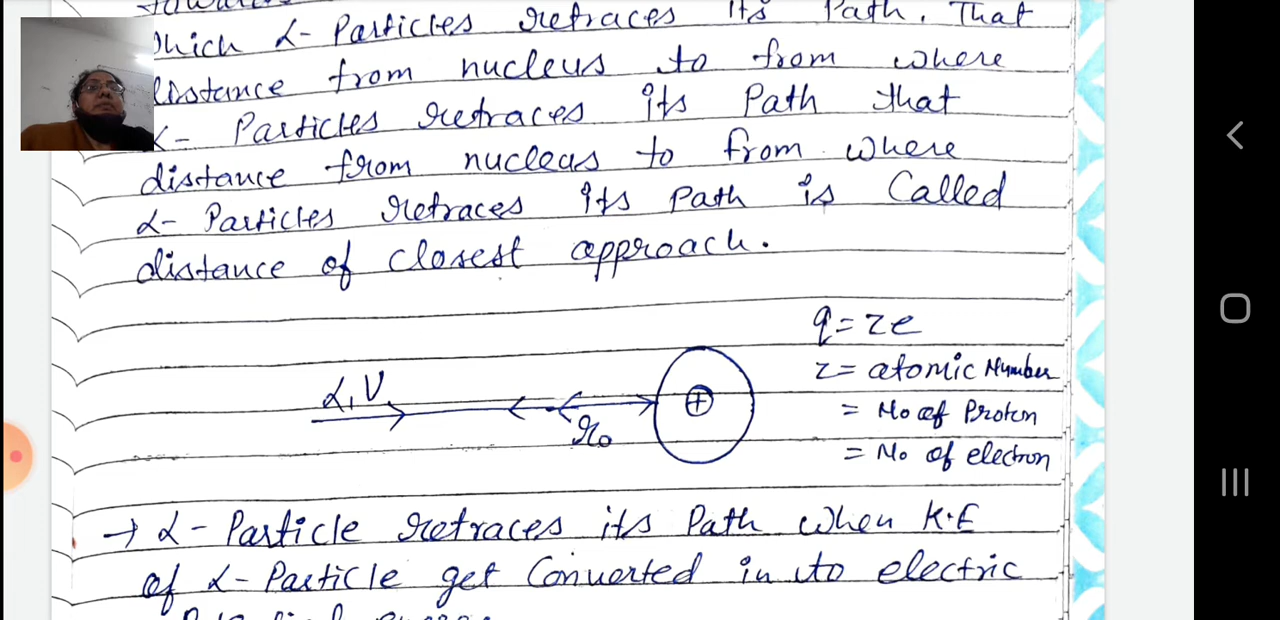 which α- Particles retraces its Path. That
distance from nucleus to from where
α- Particles retraces its Path that
distance from nucleus to from where
α- Particles retraces its Path is Called
distance of closest approach.
q = ze
z = atomic Number
= No of Proton
= No of electron
α, V
r₀
+
→ α- Particle retraces its Path when K.E
of α- Particle get Converted in to electric